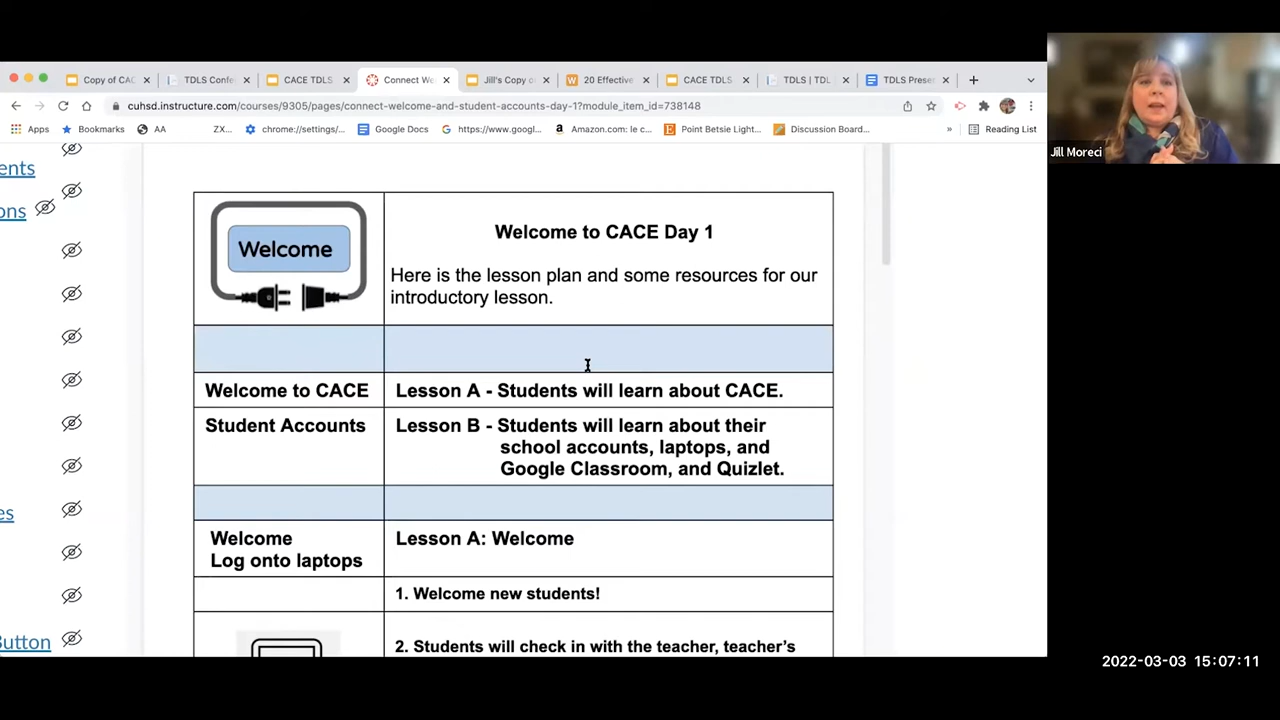 Copy of CAC
TDLS Confe
CACE TDLS
Connect We
Jill's Copy o
20 Effective
CACE TDLS
TDLS | TDL
TDLS Prese
cuhsd.instructure.com/courses/9305/pages/connect-welcome-and-student-accounts-day-1?module_item_id=738148
Apps
Bookmarks
AA
ZX...
chrome://settings/...
Google Docs
https://www.googl...
Amazon.com: le c...
Point Betsie Light...
Discussion Board...
»
Reading List
Jill Moreci
ents
ons
es
Button
Welcome
Welcome to CACE Day 1
Here is the lesson plan and some resources for our
introductory lesson.
Welcome to CACE
Lesson A - Students will learn about CACE.
Student Accounts
Lesson B - Students will learn about their
school accounts, laptops, and
Google Classroom, and Quizlet.
Welcome
Log onto laptops
Lesson A: Welcome
1. Welcome new students!
2. Students will check in with the teacher, teacher’s
2022-03-03 15:07:11